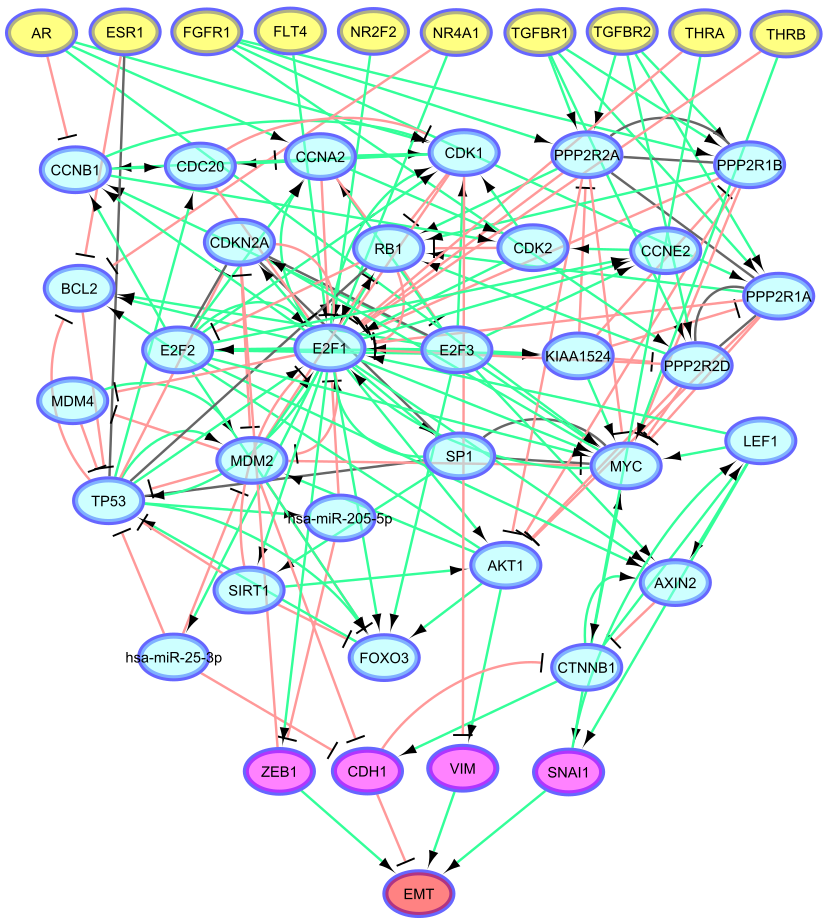 AR
ESR1
FGFR1
FLT4
NR2F2
NR4A1
TGFBR1
TGFBR2
THRA
THRB
CCNB1
CDC20
CCNA2
CDK1
PPP2R2A
PPP2R1B
CDKN2A
RB1
CDK2
CCNE2
BCL2
PPP2R1A
E2F2
E2F1
E2F3
KIAA1524
PPP2R2D
MDM4
MDM2
SP1
MYC
LEF1
TP53
hsa-miR-205-5p
SIRT1
AKT1
AXIN2
hsa-miR-25-3p
FOXO3
CTNNB1
ZEB1
CDH1
VIM
SNAI1
EMT